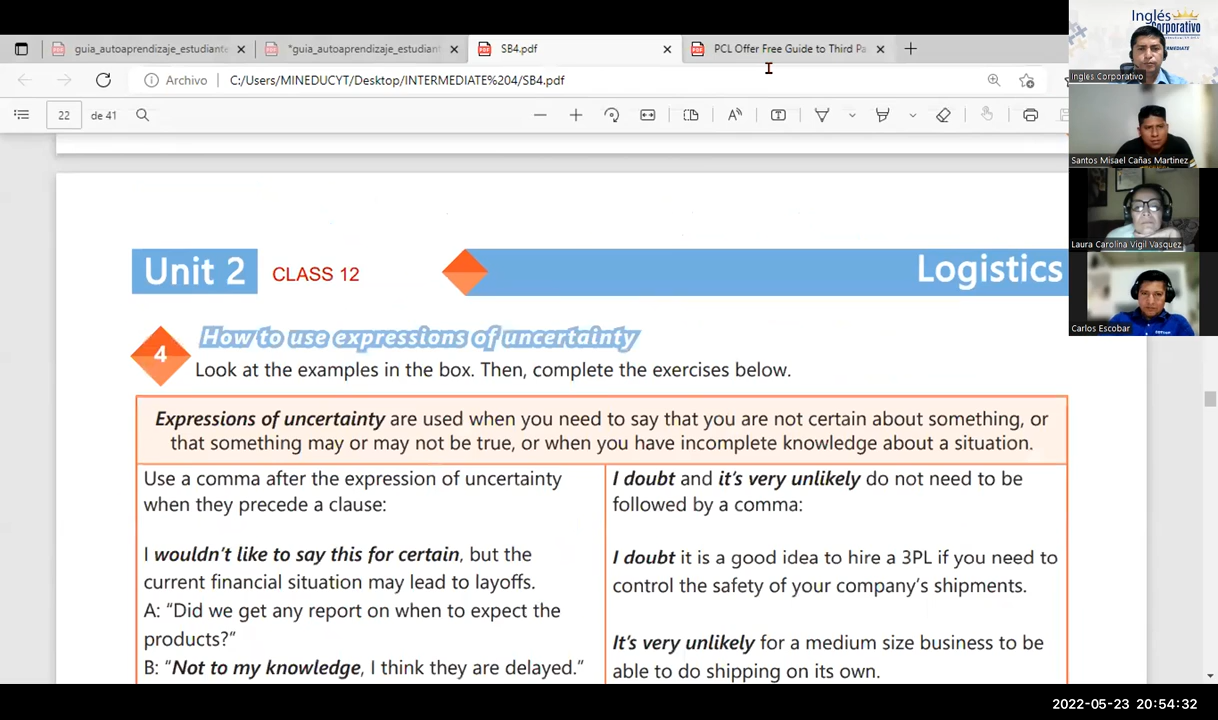 guia_autoaprendizaje_estudiante
*guia_autoaprendizaje_estudiant
SB4.pdf
PCL Offer Free Guide to Third Pa
Archivo
C:/Users/MINEDUCYT/Desktop/INTERMEDIATE%204/SB4.pdf
22
de 41
Inglés
Corporativo
INTERMEDIATE
Ingles Corporativo
Santos Misael Cañas Martinez
Laura Carolina Vigil Vasquez
Carlos Escobar
Unit 2
CLASS 12
Logistics
4
How to use expressions of uncertainty
Look at the examples in the box. Then, complete the exercises below.
Expressions of uncertainty are used when you need to say that you are not certain about something, or
that something may or may not be true, or when you have incomplete knowledge about a situation.
Use a comma after the expression of uncertainty
when they precede a clause:
I wouldn't like to say this for certain, but the
current financial situation may lead to layoffs.
A: “Did we get any report on when to expect the
products?”
B: “Not to my knowledge, I think they are delayed.”
I doubt and it's very unlikely do not need to be
followed by a comma:
I doubt it is a good idea to hire a 3PL if you need to
control the safety of your company's shipments.
It's very unlikely for a medium size business to be
able to do shipping on its own.
2022-05-23 20:54:32